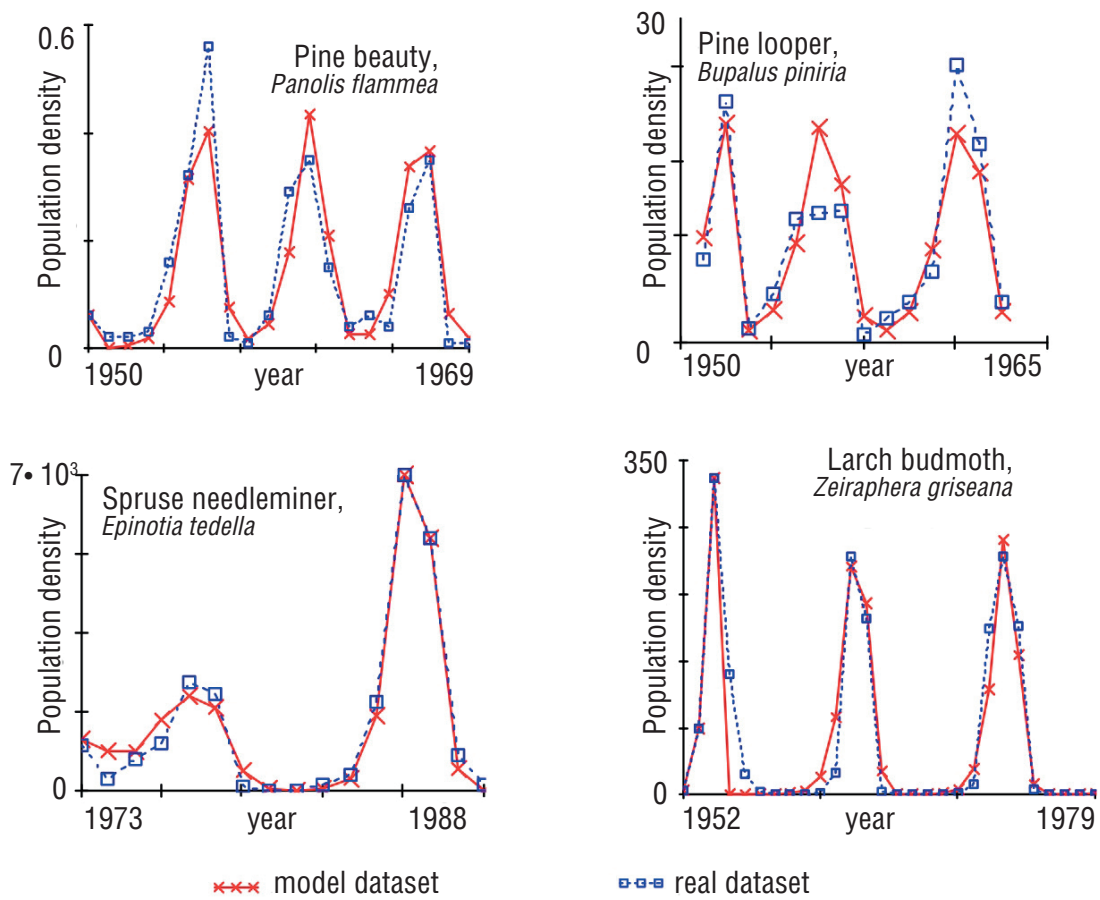 0.6
Pine beauty,
Panolis flammea
Population density
0
1950 year 1969
30
Pine looper,
Bupalus piniria
Population density
0
1950 year 1965
7• 10³
Spruse needleminer,
Epinotia tedella
Population density
0
1973 year 1988
350
Larch budmoth,
Zeiraphera griseana
Population density
0
1952 year 1979
model dataset
real dataset